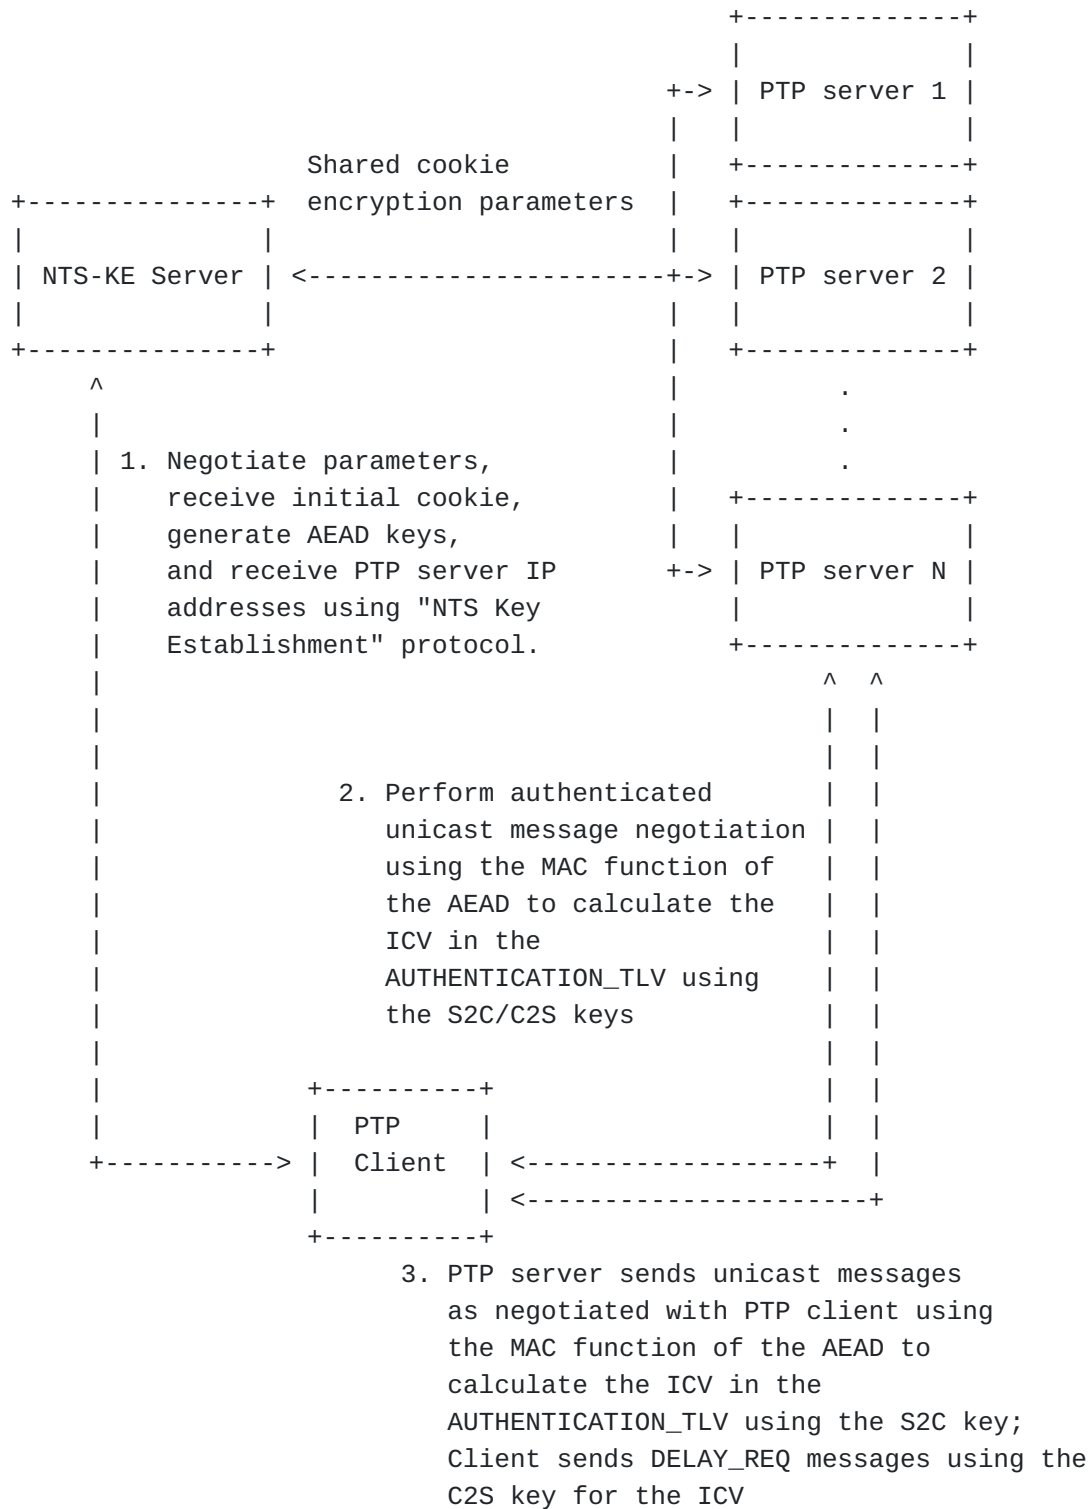 PTP server 1
Shared cookie
encryption parameters
NTS-KE Server
PTP server 2
.
.
.
1. Negotiate parameters,
receive initial cookie,
generate AEAD keys,
and receive PTP server IP
addresses using "NTS Key
Establishment" protocol.
PTP server N
2. Perform authenticated
unicast message negotiation
using the MAC function of
the AEAD to calculate the
ICV in the
AUTHENTICATION_TLV using
the S2C/C2S keys
PTP
Client
3. PTP server sends unicast messages
as negotiated with PTP client using
the MAC function of the AEAD to
calculate the ICV in the
AUTHENTICATION_TLV using the S2C key;
Client sends DELAY_REQ messages using the
C2S key for the ICV